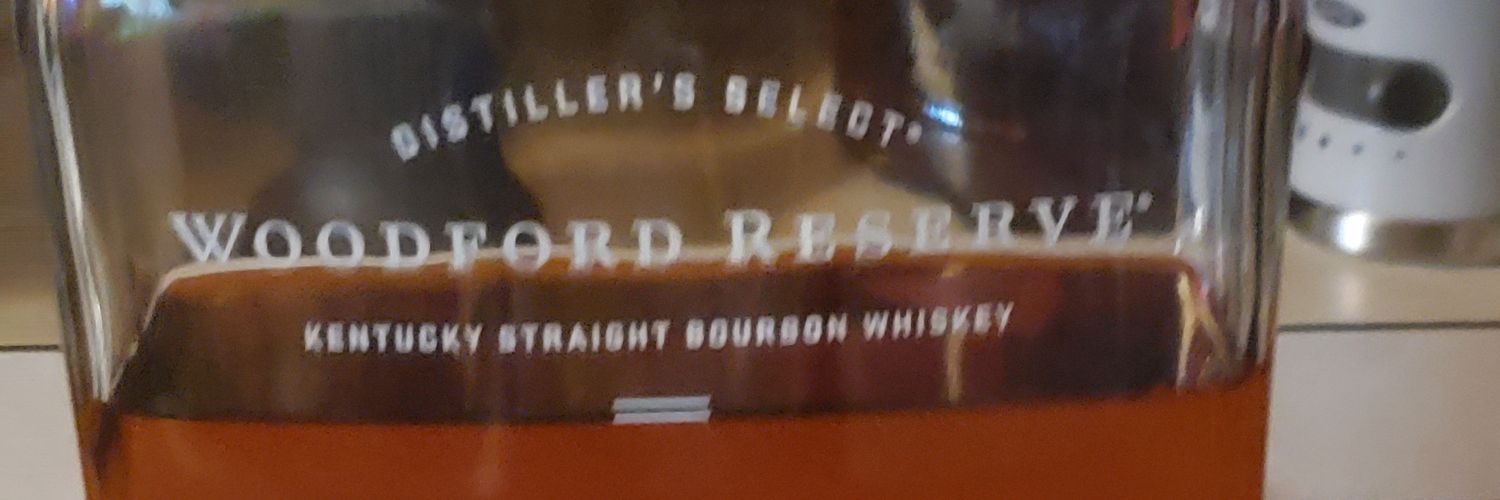 DISTILLER'S SELECT®
WOODFORD RESERVE®
KENTUCKY STRAIGHT BOURBON WHISKEY